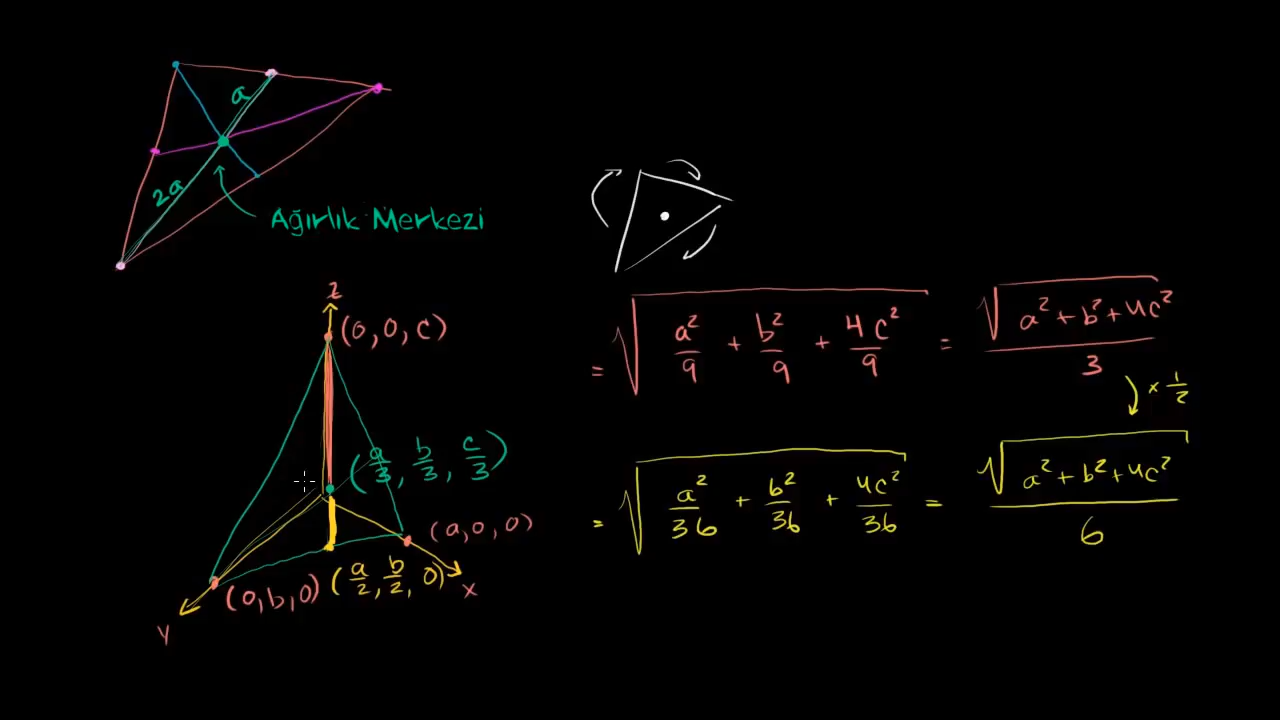 a
2a
Ağırlık Merkezi
z
(0, 0, c)
(a/3, b/3, c/3)
(a, 0, 0)
(0, b, 0)
(a/2, b/2, 0)
x
y
= √(a²/9 + b²/9 + 4c²/9) = √(a² + b² + 4c²)/3
× 1/2
= √(a²/36 + b²/36 + 4c²/36) = √(a² + b² + 4c²)/6